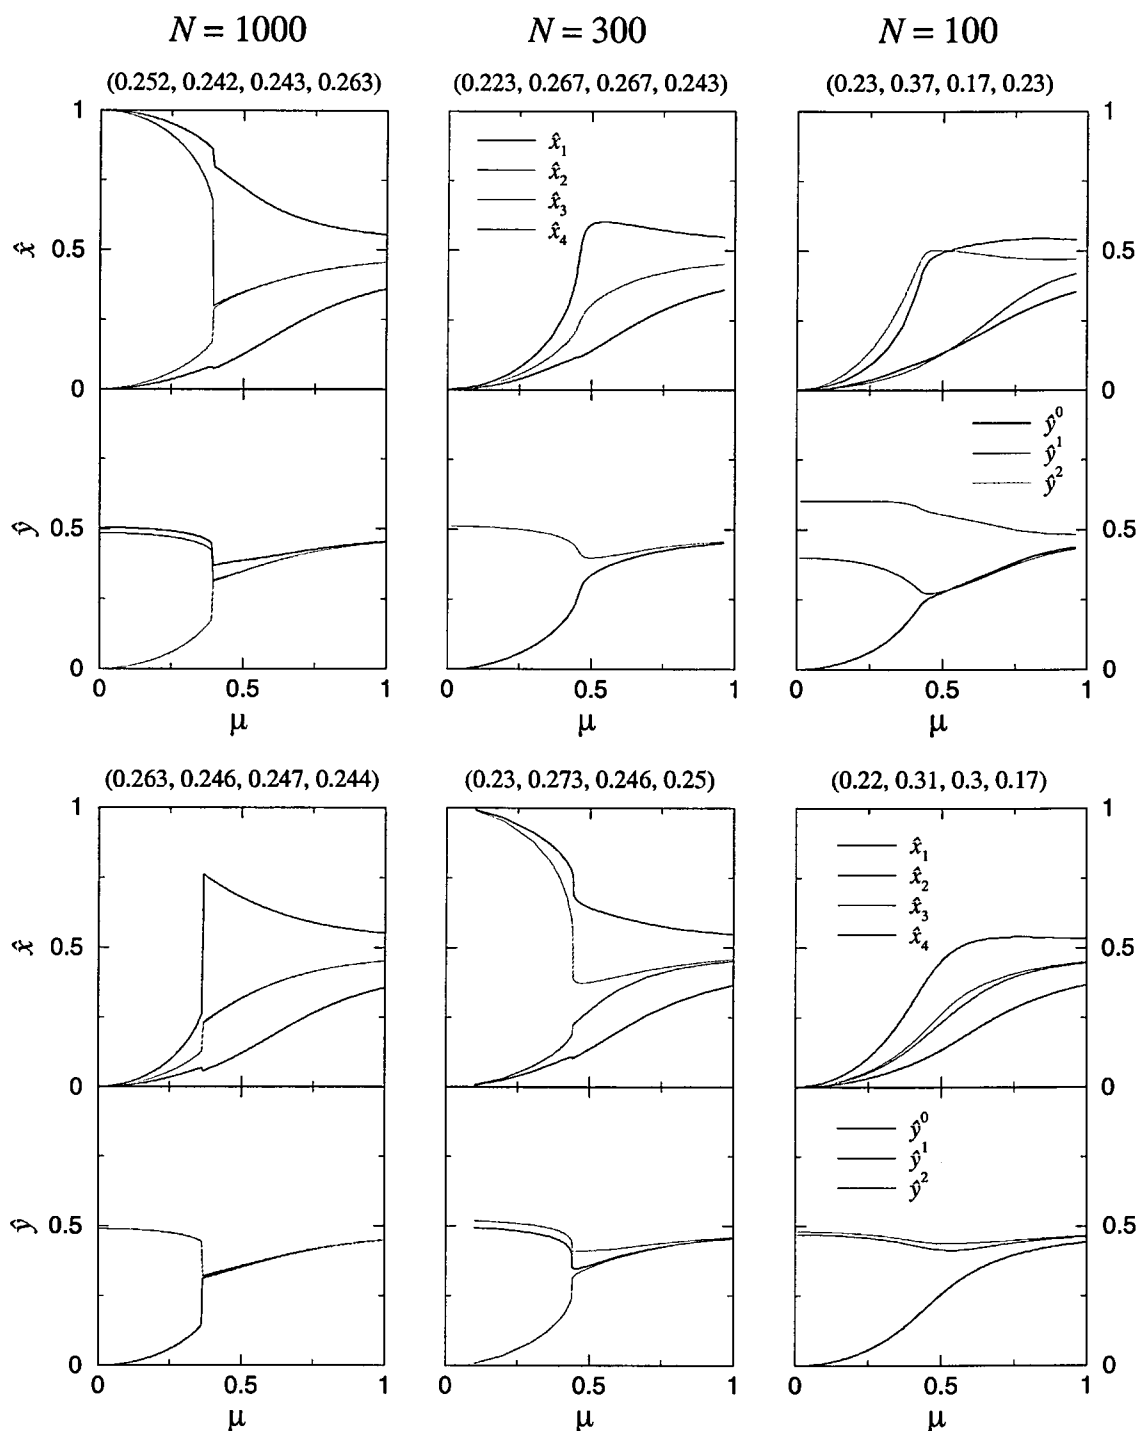 N = 1000 N = 300 N = 100
(0.252, 0.242, 0.243, 0.263) (0.223, 0.267, 0.267, 0.243) (0.23, 0.37, 0.17, 0.23)
1 1
x̂₁
x̂₂
x̂₃
x̂₄
x̂ 0.5 0.5
0 0
ŷ⁰
ŷ¹
ŷ²
ŷ 0.5 0.5
0 0
0 0.5 1 0 0.5 1 0 0.5 1
μ μ μ
(0.263, 0.246, 0.247, 0.244) (0.23, 0.273, 0.246, 0.25) (0.22, 0.31, 0.3, 0.17)
1 1
x̂₁
x̂₂
x̂₃
x̂₄
x̂ 0.5 0.5
0 0
ŷ⁰
ŷ¹
ŷ²
ŷ 0.5 0.5
0 0
0 0.5 1 0 0.5 1 0 0.5 1
μ μ μ